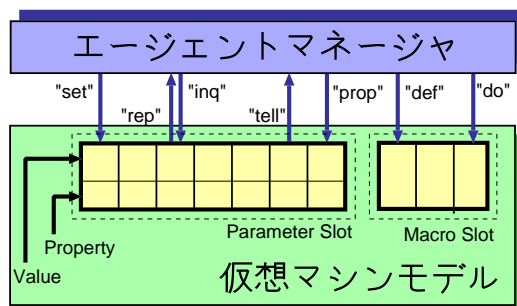 エージェントマネージャ
"set"
"rep"
"inq"
"tell"
"prop"
"def"
"do"
Parameter Slot
Macro Slot
Property
Value
仮想マシンモデル